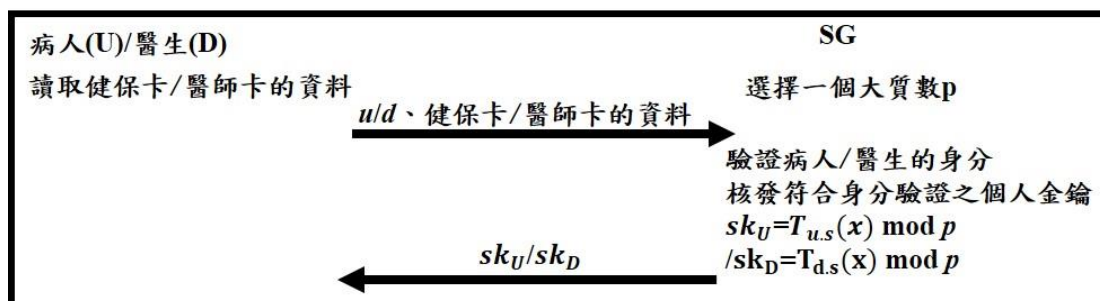 病人(U)/醫生(D)
讀取健保卡/醫師卡的資料
u/d、健保卡/醫師卡的資料
SG
選擇一個大質數p
驗證病人/醫生的身分
核發符合身分驗證之個人金鑰
sk_U=T_{u.s}(x) mod p
/sk_D=T_{d.s}(x) mod p
sk_U/sk_D